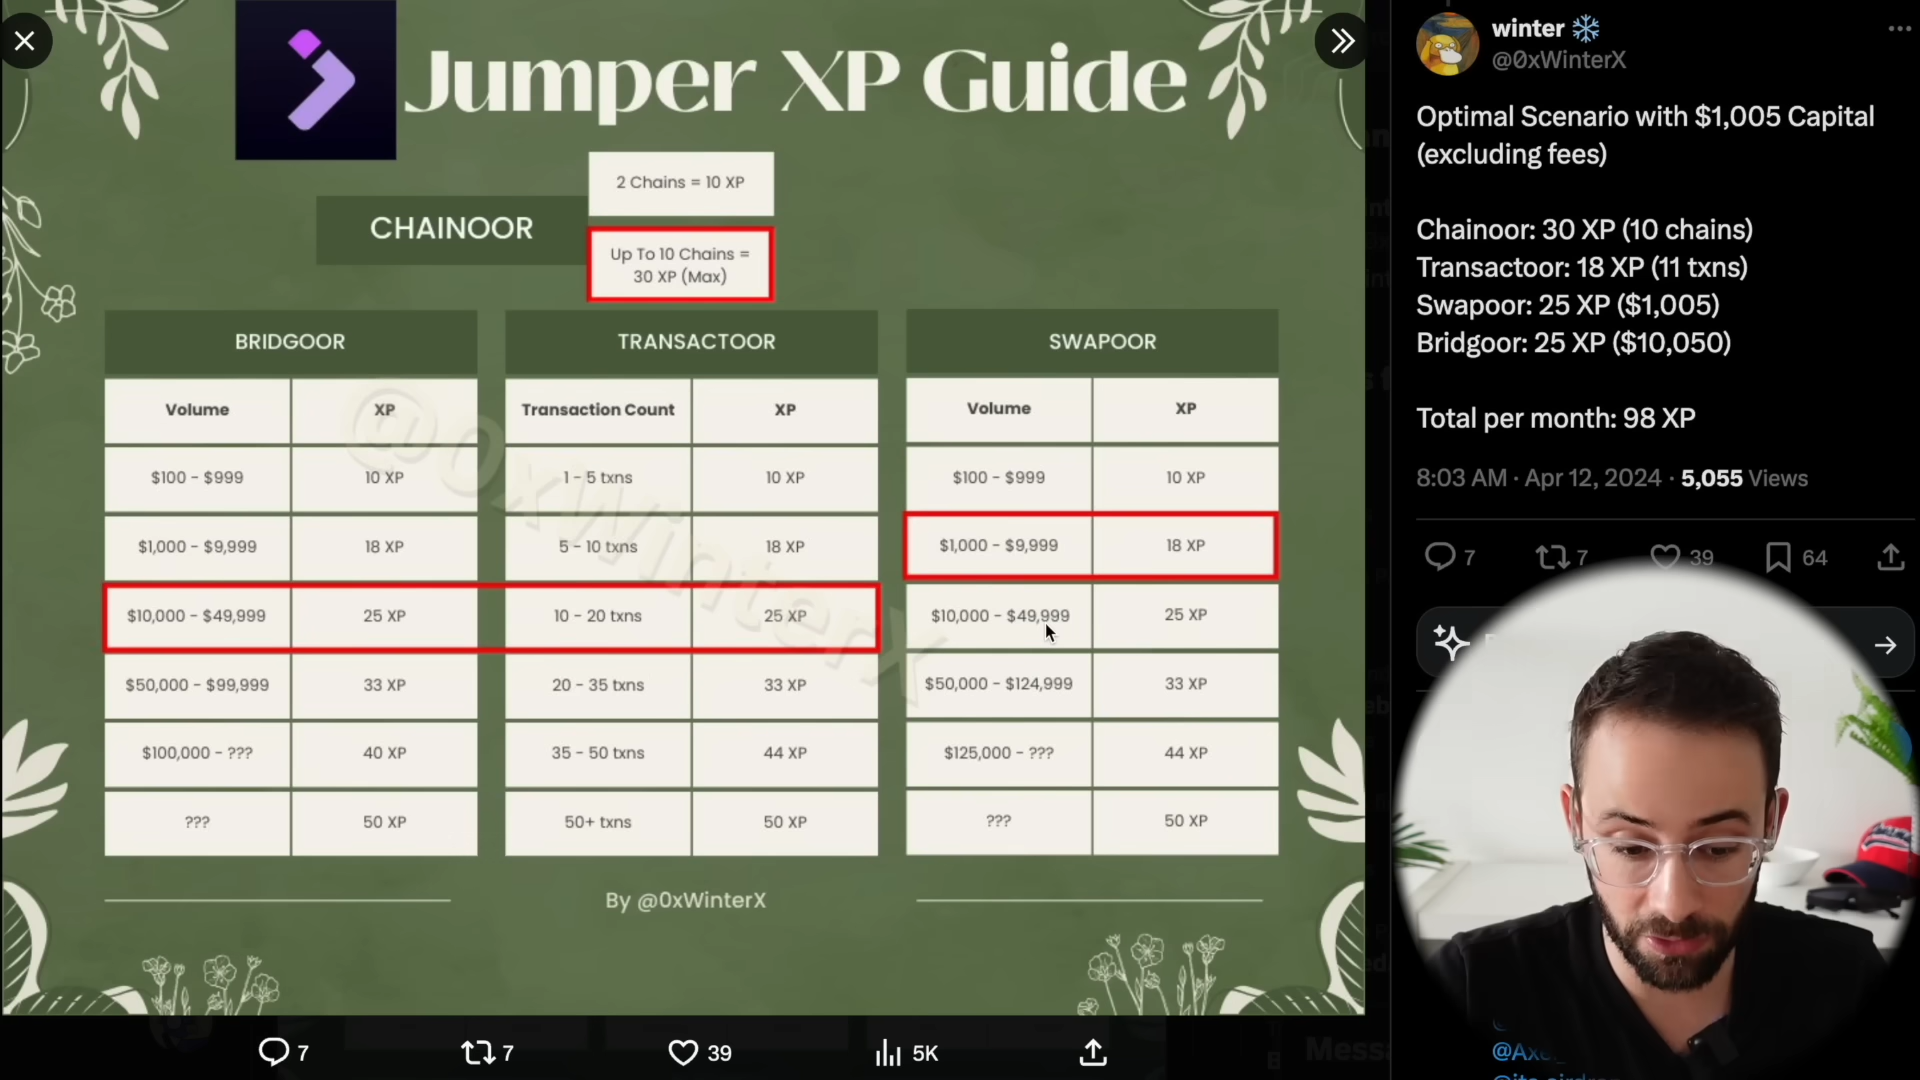 Jumper XP Guide
2 Chains = 10 XP
CHAINOOR
Up To 10 Chains =
30 XP (Max)
BRIDGOOR
Volume XP
$100 - $999 10 XP
$1,000 - $9,999 18 XP
$10,000 - $49,999 25 XP
$50,000 - $99,999 33 XP
$100,000 - ??? 40 XP
??? 50 XP
TRANSACTOOR
Transaction Count XP
1 - 5 txns 10 XP
5 - 10 txns 18 XP
10 - 20 txns 25 XP
20 - 35 txns 33 XP
35 - 50 txns 44 XP
50+ txns 50 XP
SWAPOOR
Volume XP
$100 - $999 10 XP
$1,000 - $9,999 18 XP
$10,000 - $49,999 25 XP
$50,000 - $124,999 33 XP
$125,000 - ??? 44 XP
??? 50 XP
@0xWinterX
By @0xWinterX
7 7 39 5K
winter
@0xWinterX
Optimal Scenario with $1,005 Capital
(excluding fees)
Chainoor: 30 XP (10 chains)
Transactoor: 18 XP (11 txns)
Swapoor: 25 XP ($1,005)
Bridgoor: 25 XP ($10,050)
Total per month: 98 XP
8:03 AM · Apr 12, 2024 · 5,055 Views
7 7 39 64